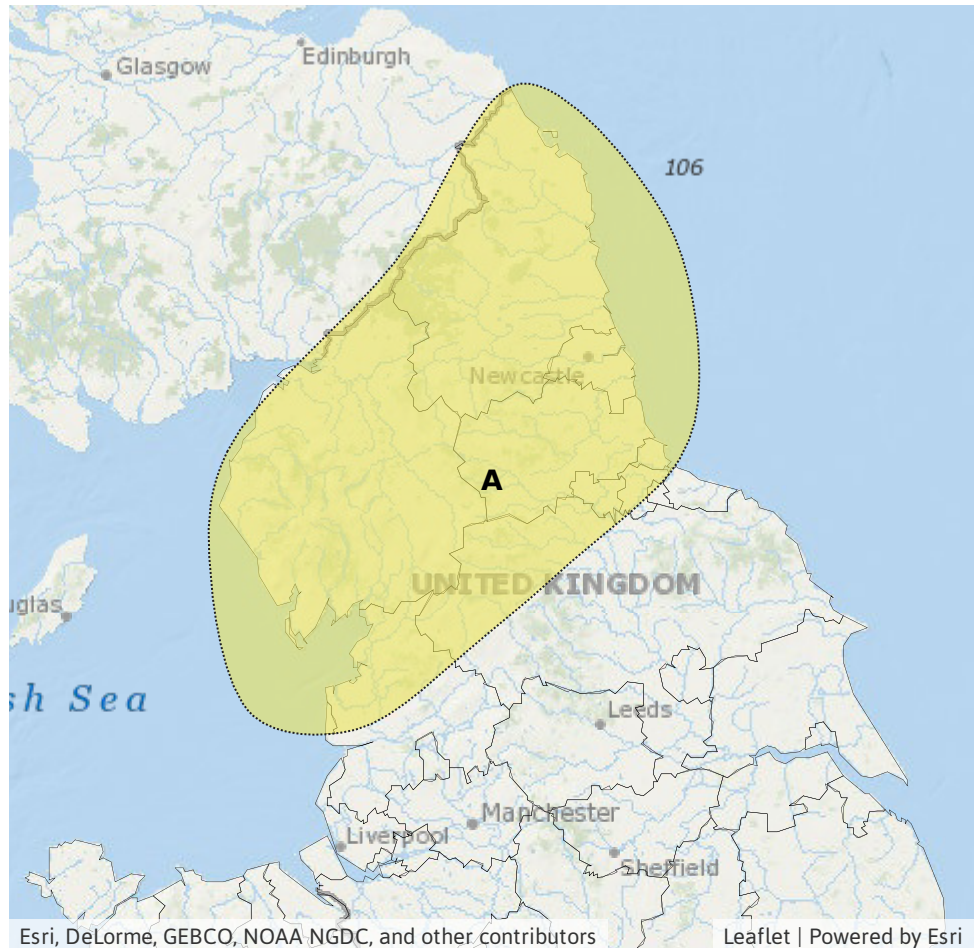 Glasgow
Edinburgh
106
Newcastle
A
UNITED KINGDOM
uglas
sh Sea
Leeds
Manchester
Liverpool
Sheffield
Esri, DeLorme, GEBCO, NOAA NGDC, and other contributors
Leaflet | Powered by Esri